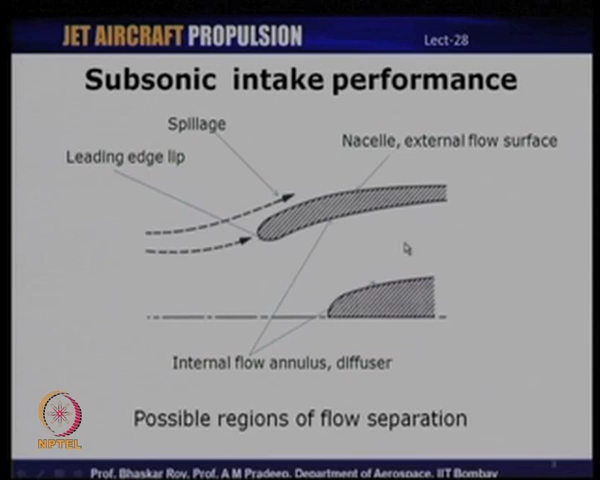 JET AIRCRAFT PROPULSION Lect-28
Subsonic intake performance
Spillage
Nacelle, external flow surface
Leading edge lip
Internal flow annulus, diffuser
Possible regions of flow separation
NPTEL
Prof. Bhaskar Roy, Prof. A M Pradeep, Department of Aerospace, IIT Bombay